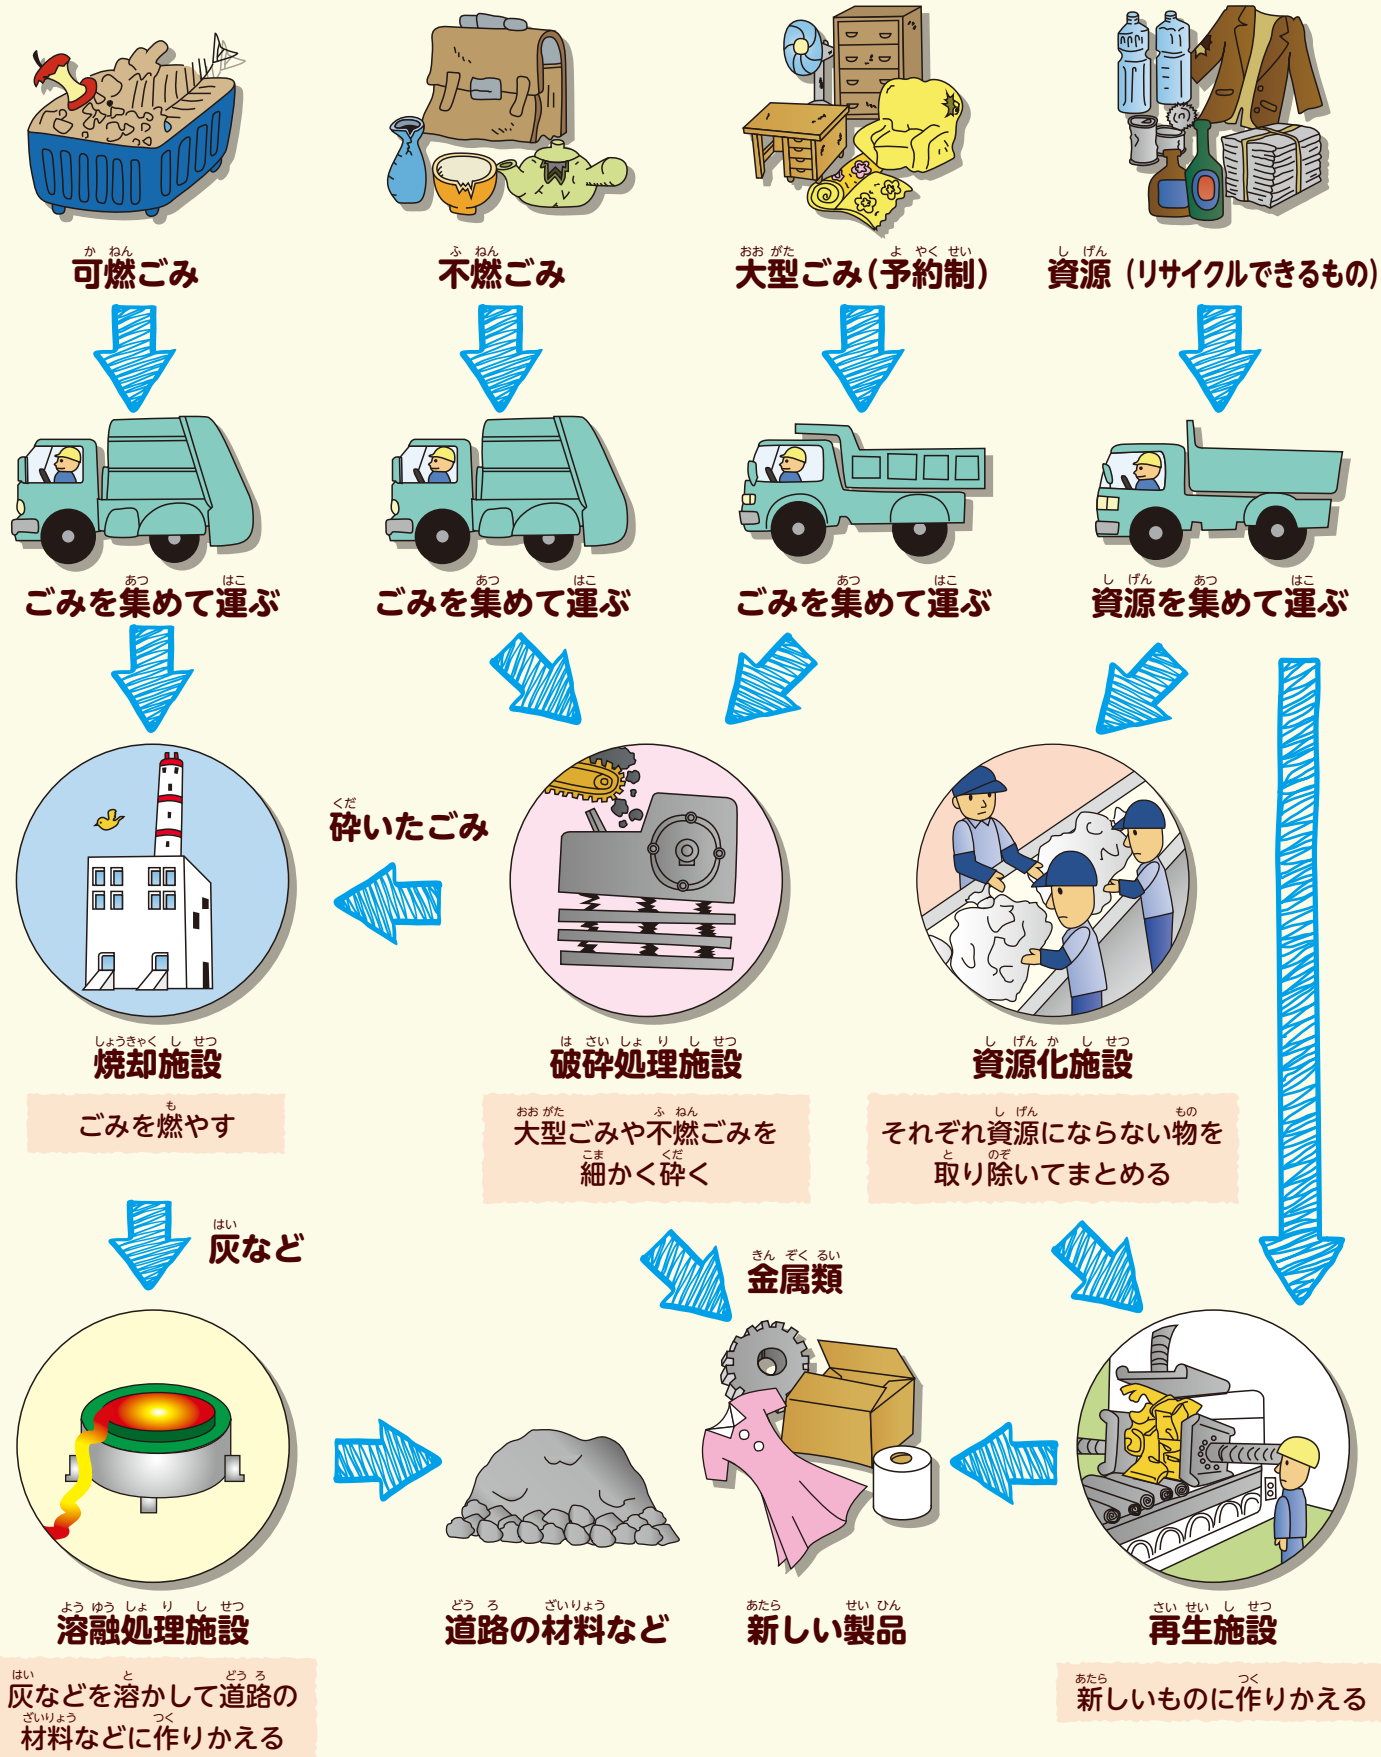 可燃ごみ
不燃ごみ
大型ごみ(予約制)
資源(リサイクルできるもの)
ごみを集めて運ぶ
ごみを集めて運ぶ
ごみを集めて運ぶ
資源を集めて運ぶ
砕いたごみ
焼却施設
ごみを燃やす
破砕処理施設
大型ごみや不燃ごみを
細かく砕く
資源化施設
それぞれ資源にならない物を
取り除いてまとめる
灰など
金属類
溶融処理施設
灰などを溶かして道路の
材料などに作りかえる
道路の材料など
新しい製品
再生施設
新しいものに作りかえる